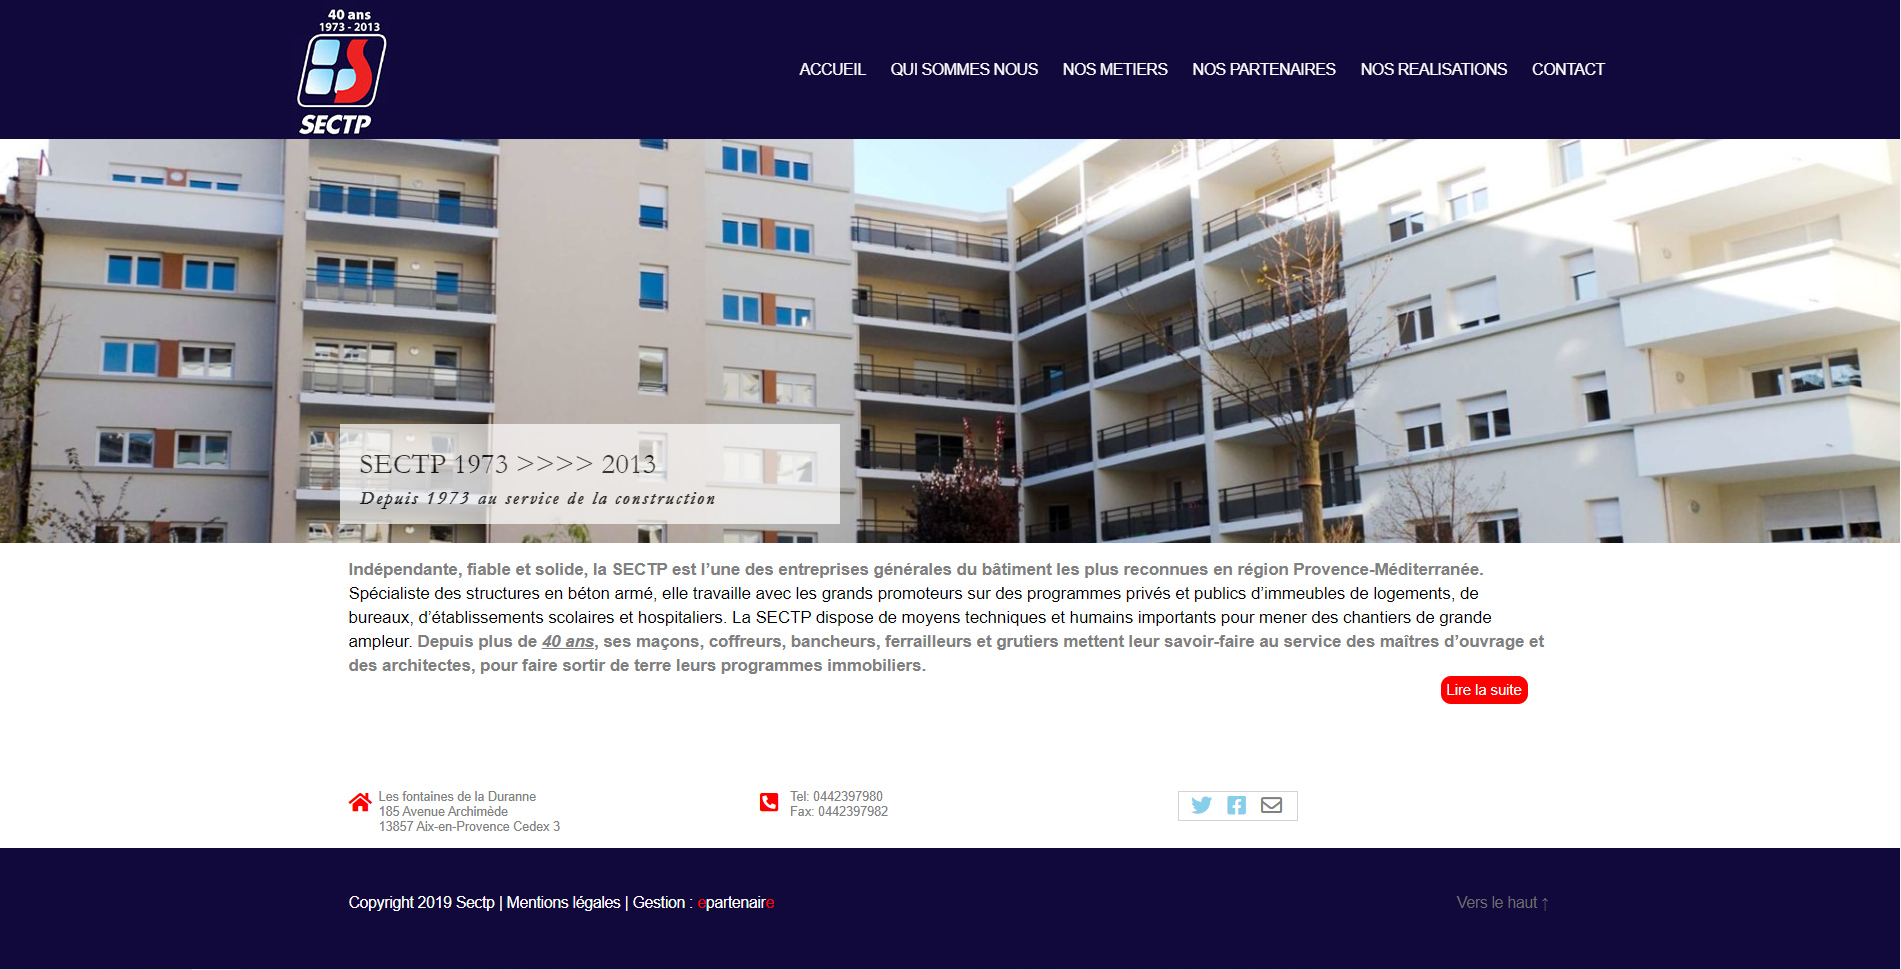 40 ans
1973 - 2013
SECTP
ACCUEIL QUI SOMMES NOUS NOS METIERS NOS PARTENAIRES NOS REALISATIONS CONTACT
SECTP 1973 >>>> 2013
Depuis 1973 au service de la construction
Indépendante, fiable et solide, la SECTP est l’une des entreprises générales du bâtiment les plus reconnues en région Provence-Méditerranée.
Spécialiste des structures en béton armé, elle travaille avec les grands promoteurs sur des programmes privés et publics d’immeubles de logements, de
bureaux, d’établissements scolaires et hospitaliers. La SECTP dispose de moyens techniques et humains importants pour mener des chantiers de grande
ampleur. Depuis plus de 40 ans, ses maçons, coffreurs, bancheurs, ferrailleurs et grutiers mettent leur savoir-faire au service des maîtres d’ouvrage et
des architectes, pour faire sortir de terre leurs programmes immobiliers.
Lire la suite
Les fontaines de la Duranne
185 Avenue Archimède
13857 Aix-en-Provence Cedex 3
Tel: 0442397980
Fax: 0442397982
Copyright 2019 Sectp | Mentions légales | Gestion : epartenaire
Vers le haut ↑